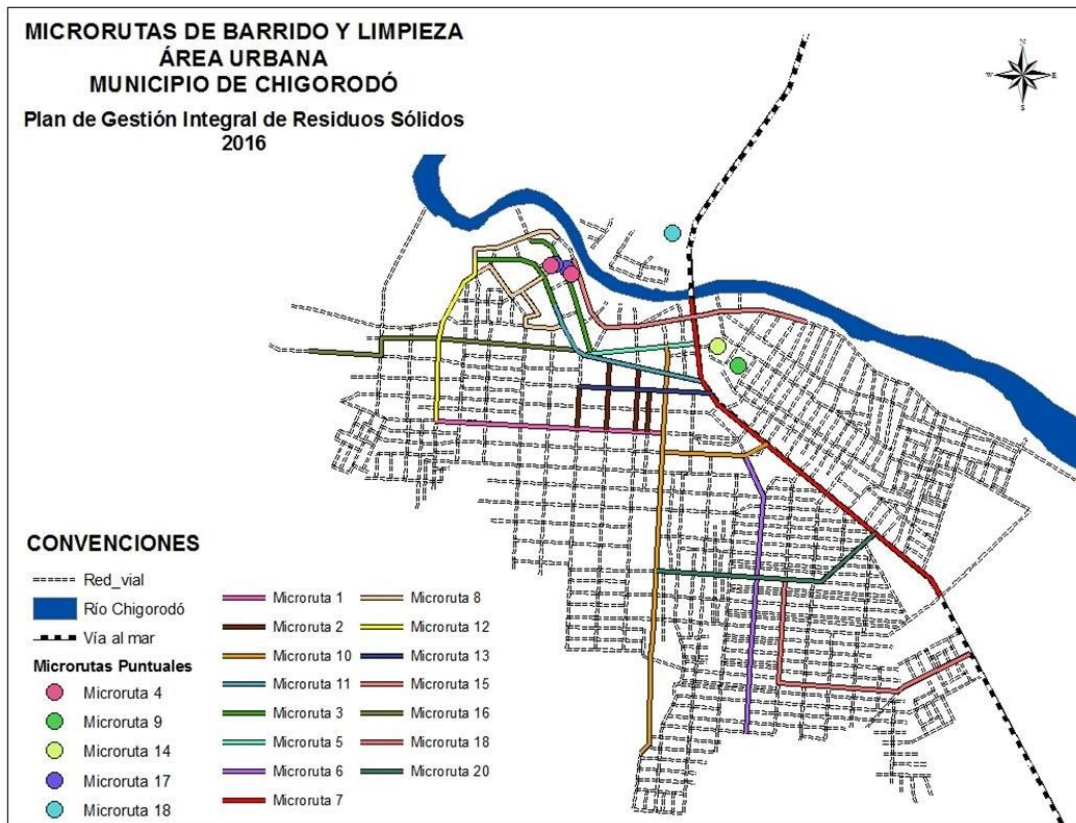 MICRORUTAS DE BARRIDO Y LIMPIEZA
ÁREA URBANA
MUNICIPIO DE CHIGORODÓ
Plan de Gestión Integral de Residuos Sólidos
2016
N
W E
S
CONVENCIONES
Red_vial
Río Chigorodó
Vía al mar
Microrutas Puntuales
Microruta 4
Microruta 9
Microruta 14
Microruta 17
Microruta 18
Microruta 1
Microruta 2
Microruta 10
Microruta 11
Microruta 3
Microruta 5
Microruta 6
Microruta 7
Microruta 8
Microruta 12
Microruta 13
Microruta 15
Microruta 16
Microruta 18
Microruta 20